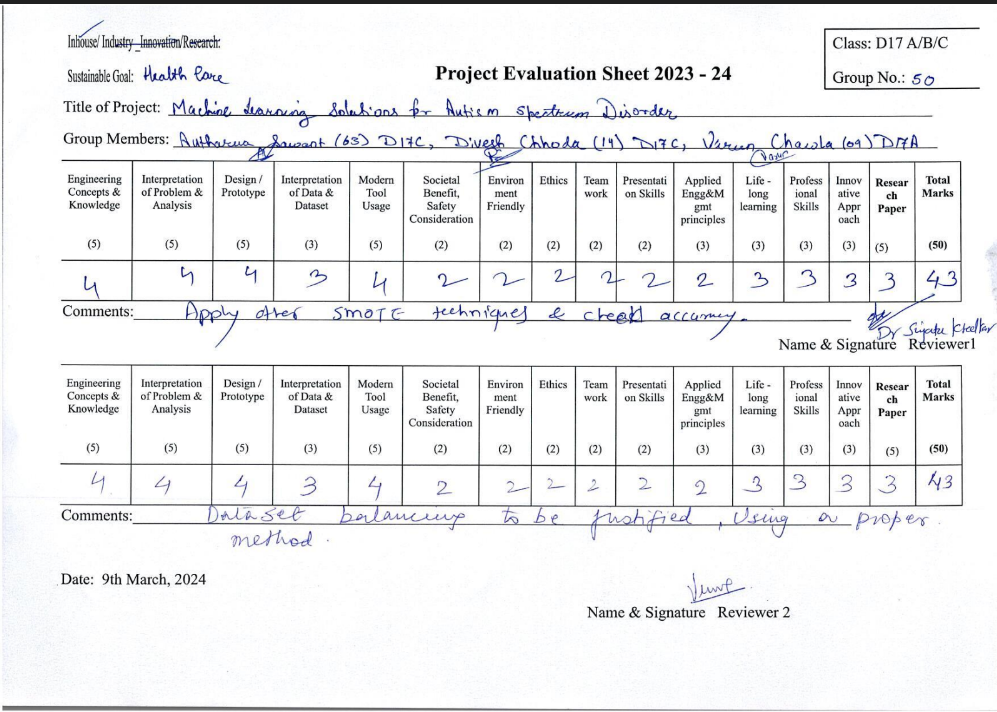 Inhouse/ Industry_Innovation/Research:
Class: D17 A/B/C
Sustainable Goal: Health Care
Project Evaluation Sheet 2023 - 24
Group No.: 50
Title of Project: Machine Learning Solutions for Autism Spectrum Disorder
Group Members: Sawant (63) D17C, Divesh Chhoda (14) D17C, Varun Chawla (09) D17A
Varun
Engineering Concepts & Knowledge (5) Interpretation of Problem & Analysis (5) Design / Prototype (5) Interpretation of Data & Dataset (3) Modern Tool Usage (5) Societal Benefit, Safety Consideration (2) Environ ment Friendly (2) Ethics (2) Team work (2) Presentati on Skills (2) Applied Engg&M gmt principles (3) Life - long learning (3) Profess ional Skills (3) Innov ative Appr oach (3) Resear ch Paper (5) Total Marks (50)
4 4 4 3 4 2 2 2 2 2 2 3 3 3 3 43
Comments: Apply other SMOTE techniques & check accuracy.
Dr
Name & Signature Reviewer1
Engineering Concepts & Knowledge (5) Interpretation of Problem & Analysis (5) Design / Prototype (5) Interpretation of Data & Dataset (3) Modern Tool Usage (5) Societal Benefit, Safety Consideration (2) Environ ment Friendly (2) Ethics (2) Team work (2) Presentati on Skills (2) Applied Engg&M gmt principles (3) Life - long learning (3) Profess ional Skills (3) Innov ative Appr oach (3) Resear ch Paper (5) Total Marks (50)
4 4 4 3 4 2 2 2 2 2 2 3 3 3 3 43
Comments: Dataset balancing to be justified, using a proper
method.
Date: 9th March, 2024
Name & Signature Reviewer 2